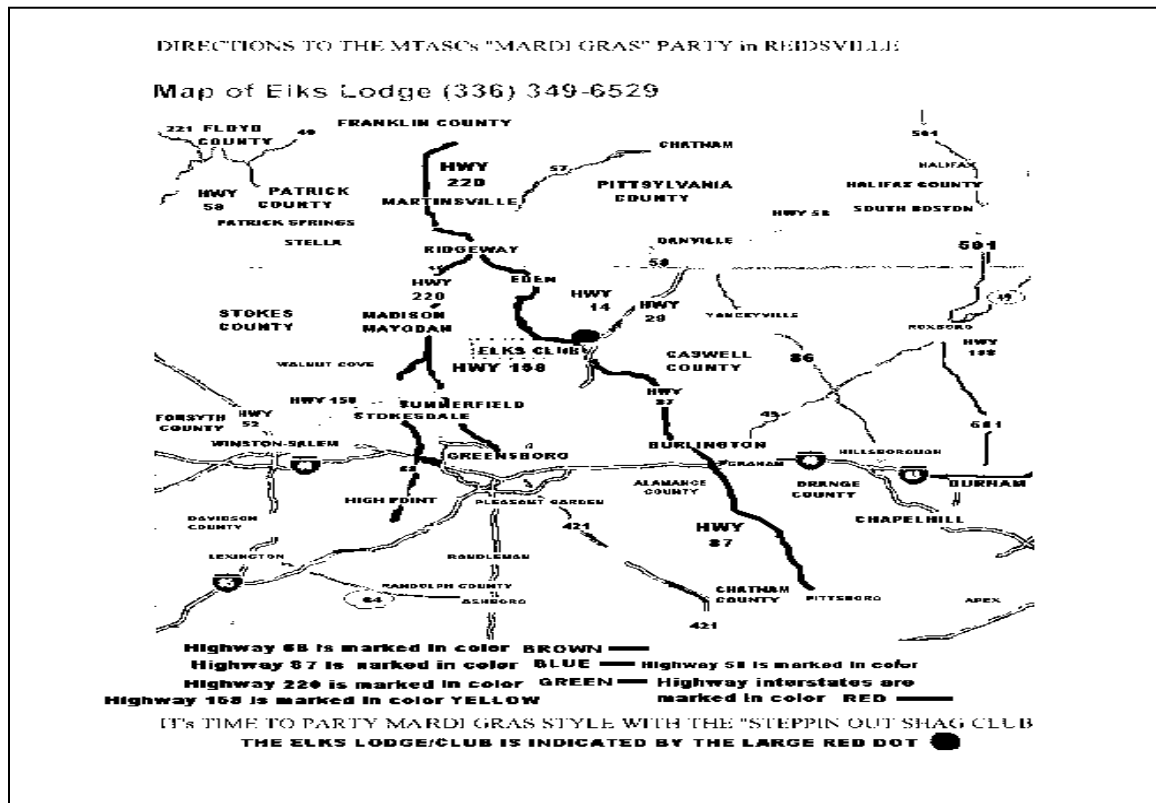 DIRECTIONS TO THE MTASCs "MARDI GRAS" PARTY in REIDSVILLE
Map of Elks Lodge (336) 349-6529
FRANKLIN COUNTY
221 FLOYD COUNTY
49
HWY 220
57
CHATHAM
501
HALIFAX
HWY 58
PATRICK COUNTY
MARTINSVILLE
PITTSYLVANIA COUNTY
HALIFAX COUNTY
PATRICK SPRINGS
HWY 58
SOUTH BOSTON
STELLA
RIDGEWAY
DANVILLE
58
501
HWY 220
EDEN
HWY 14
HWY 29
49
STOKES COUNTY
MADISON
MAYODAN
YANCEYVILLE
ROXBORO
ELKS CLUB
HWY 158
WALNUT COVE
HWY 158
CASWELL COUNTY
86
HWY 150
SUMMERFIELD
HWY 87
49
501
FORSYTH COUNTY
HWY 52
STOKESDALE
WINSTON-SALEM
GREENSBORO
BURLINGTON
GRAHAM
HILLSBOROUGH
68
HIGH POINT
PLEASANT GARDEN
ALAMANCE COUNTY
ORANGE COUNTY
DURHAM
DAVIDSON COUNTY
421
HWY 87
CHAPELHILL
LEXINGTON
RANDLEMAN
85
RANDOLPH COUNTY
64
ASHBORO
CHATHAM COUNTY
PITTSBORO
APEX
421
Highway 68 is marked in color BROWN
Highway 87 is marked in color BLUE
Highway 58 is marked in color
Highway 220 is marked in color GREEN
Highway interstates are
marked in color RED
Highway 158 is marked in color YELLOW
IT's TIME TO PARTY MARDI GRAS STYLE WITH THE "STEPPIN OUT SHAG CLUB
THE ELKS LODGE/CLUB IS INDICATED BY THE LARGE RED DOT